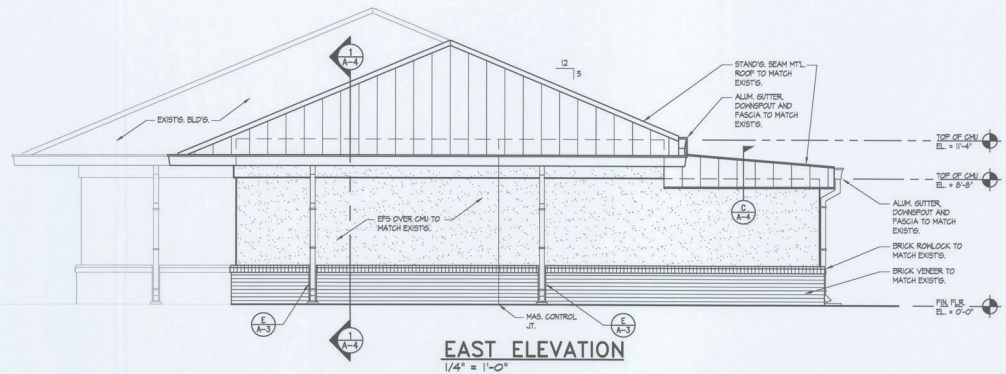 1
A-4
12
5
STAND'G. SEAM MTL.
ROOF TO MATCH
EXIST'G.
ALUM. GUTTER,
DOWNSPOUT AND
FASCIA TO MATCH
EXIST'G.
EXIST'G. BLD'G.
TOP OF CMU
EL. = 11'-4"
TOP OF CMU
EL. = 8'-8"
C
A-4
ALUM. GUTTER,
DOWNSPOUT AND
FASCIA TO MATCH
EXIST'G.
EIFS OVER CMU TO
MATCH EXIST'G.
BRICK ROWLOCK TO
MATCH EXIST'G.
BRICK VENEER TO
MATCH EXIST'G.
FIN. FLR.
EL. = 0'-0"
E
A-3
1
A-4
MAS. CONTROL
JT.
E
A-3
EAST ELEVATION
1/4" = 1'-0"